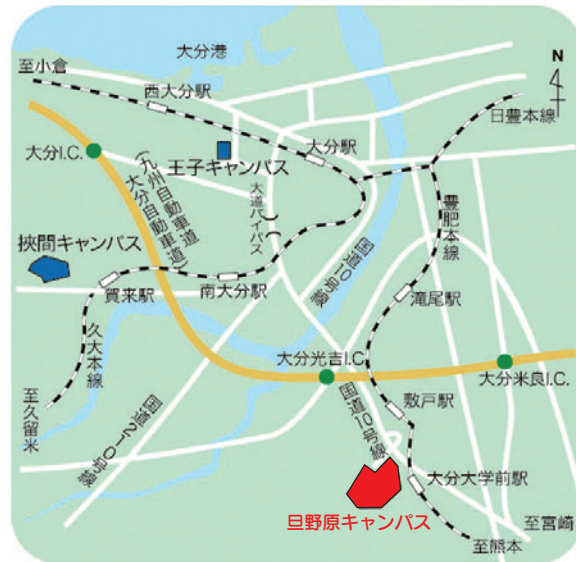 大分港
至小倉
N
西大分駅
大分駅
日豊本線
大分I.C.
王子キャンパス
(九州自動車道
大分自動車道)
大道バイパス
豊肥本線
挾間キャンパス
国道10号線
賀来駅
南大分駅
滝尾駅
久大本線
大分光吉I.C.
大分米良I.C.
至久留米
国道210号線
国道10号線
敷戸駅
大分大学前駅
旦野原キャンパス
至宮崎
至熊本